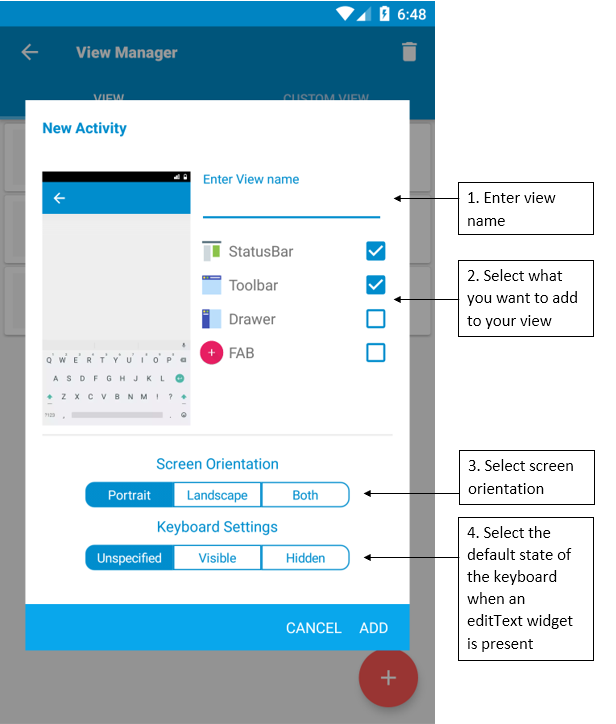 6:48
View Manager
VIEW
CUSTOM VIEW
New Activity
Enter View name
StatusBar
Toolbar
Drawer
+ FAB
Q W E R T Y U I O P
A S D F G H J K L
Z X C V B N M ! ?
?123 , .
Screen Orientation
Portrait Landscape Both
Keyboard Settings
Unspecified Visible Hidden
CANCEL ADD
+
1. Enter view
name
2. Select what
you want to add
to your view
3. Select screen
orientation
4. Select the
default state of
the keyboard
when an
editText widget
is present